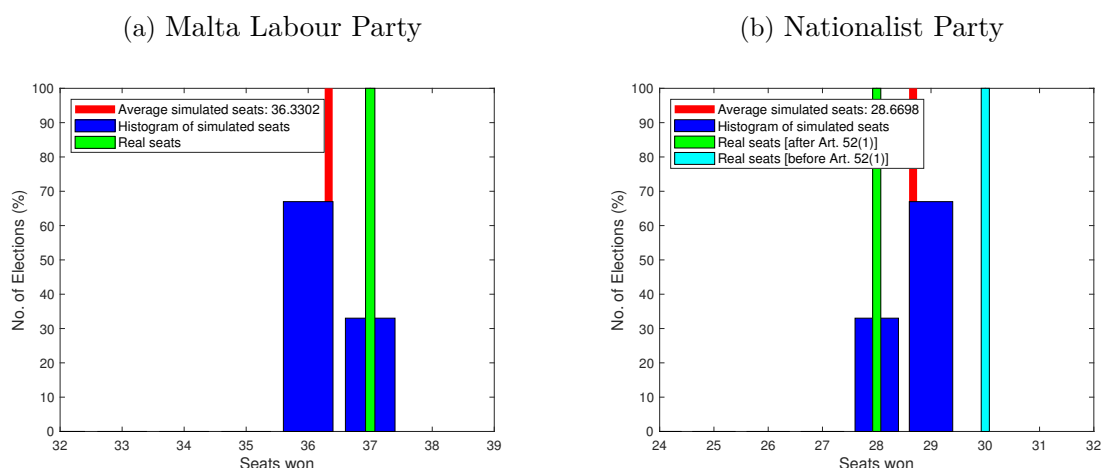 (a) Malta Labour Party
100
90
80
70
60
50
40
30
20
10
0
No. of Elections (%)
Average simulated seats: 36.3302
Histogram of simulated seats
Real seats
32 33 34 35 36 37 38 39
Seats won
(b) Nationalist Party
100
90
80
70
60
50
40
30
20
10
0
No. of Elections (%)
Average simulated seats: 28.6698
Histogram of simulated seats
Real seats [after Art. 52(1)]
Real seats [before Art. 52(1)]
24 25 26 27 28 29 30 31 32
Seats won